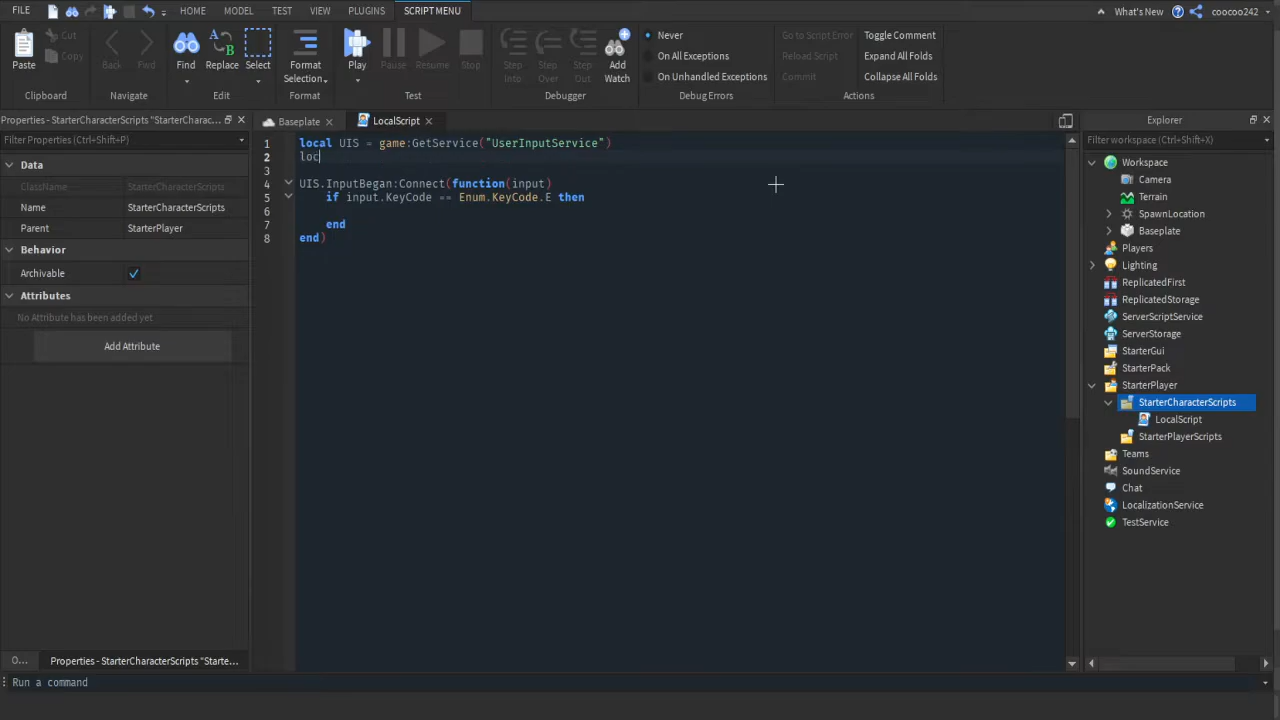 FILE HOME MODEL TEST VIEW PLUGINS SCRIPT MENU What's New coocoo242
Paste Cut Copy Back Fwd Find Replace Select Format Selection Play Pause Resume Stop Step Into Step Over Step Out Add Watch
Never
On All Exceptions
On Unhandled Exceptions
Go to Script Error
Reload Script
Commit
Toggle Comment
Expand All Folds
Collapse All Folds
Clipboard Navigate Edit Format Test Debugger Debug Errors Actions
Properties - StarterCharacterScripts "StarterCharac... Baseplate LocalScript Explorer
Filter Properties (Ctrl+Shift+P)
Data
ClassName StarterCharacterScripts
Name StarterCharacterScripts
Parent StarterPlayer
Behavior
Archivable
Attributes
No Attribute has been added yet
Add Attribute
1 local UIS = game:GetService("UserInputService")
2 loc
3
4 UIS.InputBegan:Connect(function(input)
5 if input.KeyCode == Enum.KeyCode.E then
6
7 end
8 end)
Filter workspace (Ctrl+Shift+X)
Workspace
Camera
Terrain
SpawnLocation
Baseplate
Players
Lighting
ReplicatedFirst
ReplicatedStorage
ServerScriptService
ServerStorage
StarterGui
StarterPack
StarterPlayer
StarterCharacterScripts
LocalScript
StarterPlayerScripts
Teams
SoundService
Chat
LocalizationService
TestService
O... Properties - StarterCharacterScripts "Starte...
Run a command